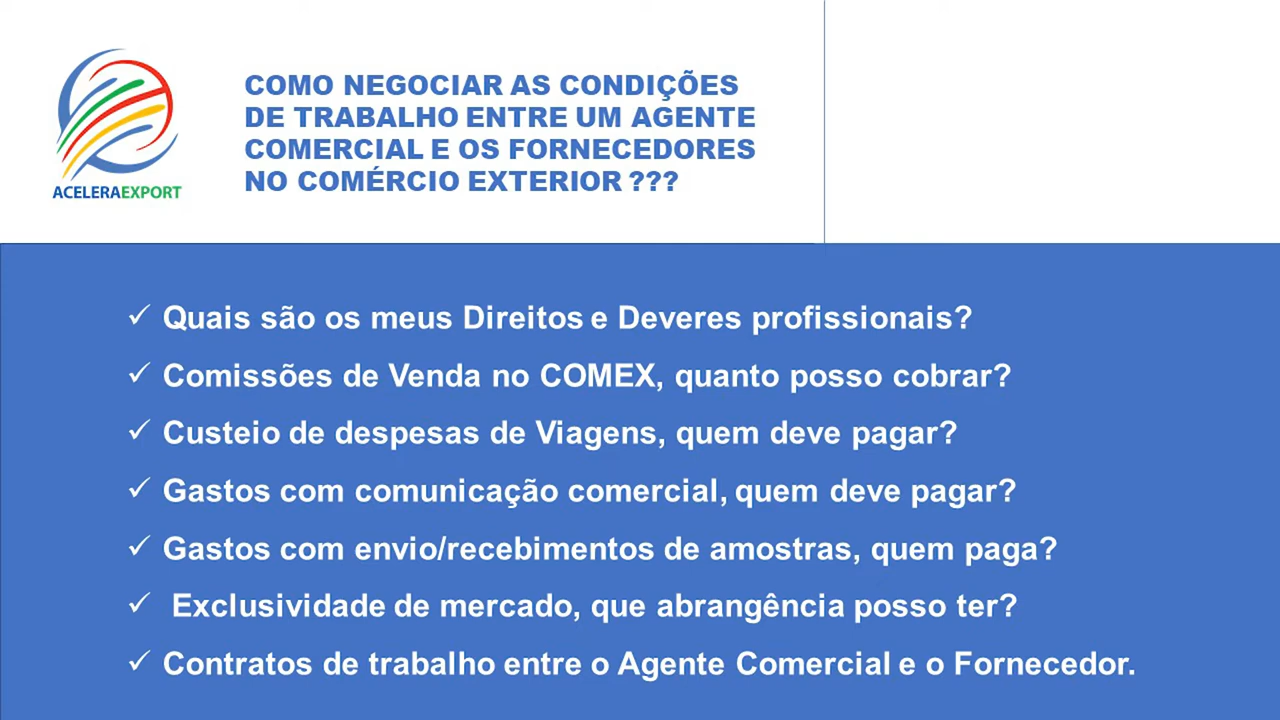 ACELERAEXPORT
COMO NEGOCIAR AS CONDIÇÕES
DE TRABALHO ENTRE UM AGENTE
COMERCIAL E OS FORNECEDORES
NO COMÉRCIO EXTERIOR ???
✓ Quais são os meus Direitos e Deveres profissionais?
✓ Comissões de Venda no COMEX, quanto posso cobrar?
✓ Custeio de despesas de Viagens, quem deve pagar?
✓ Gastos com comunicação comercial, quem deve pagar?
✓ Gastos com envio/recebimentos de amostras, quem paga?
✓ Exclusividade de mercado, que abrangência posso ter?
✓ Contratos de trabalho entre o Agente Comercial e o Fornecedor.